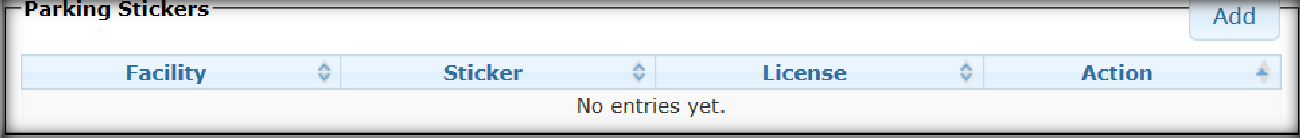 Parking Stickers
Add
Facility Sticker License Action
No entries yet.